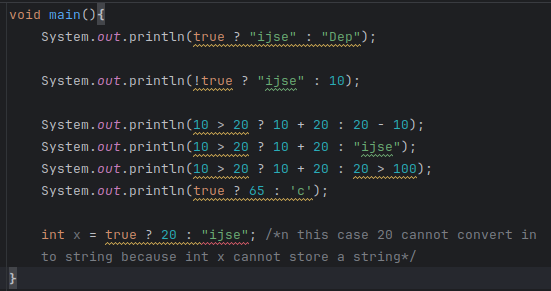 void main(){
System.out.println(true ? "ijse" : "Dep");
System.out.println(!true ? "ijse" : 10);
System.out.println(10 > 20 ? 10 + 20 : 20 - 10);
System.out.println(10 > 20 ? 10 + 20 : "ijse");
System.out.println(10 > 20 ? 10 + 20 : 20 > 100);
System.out.println(true ? 65 : 'c');
int x = true ? 20 : "ijse"; /*n this case 20 cannot convert in
to string because int x cannot store a string*/
}